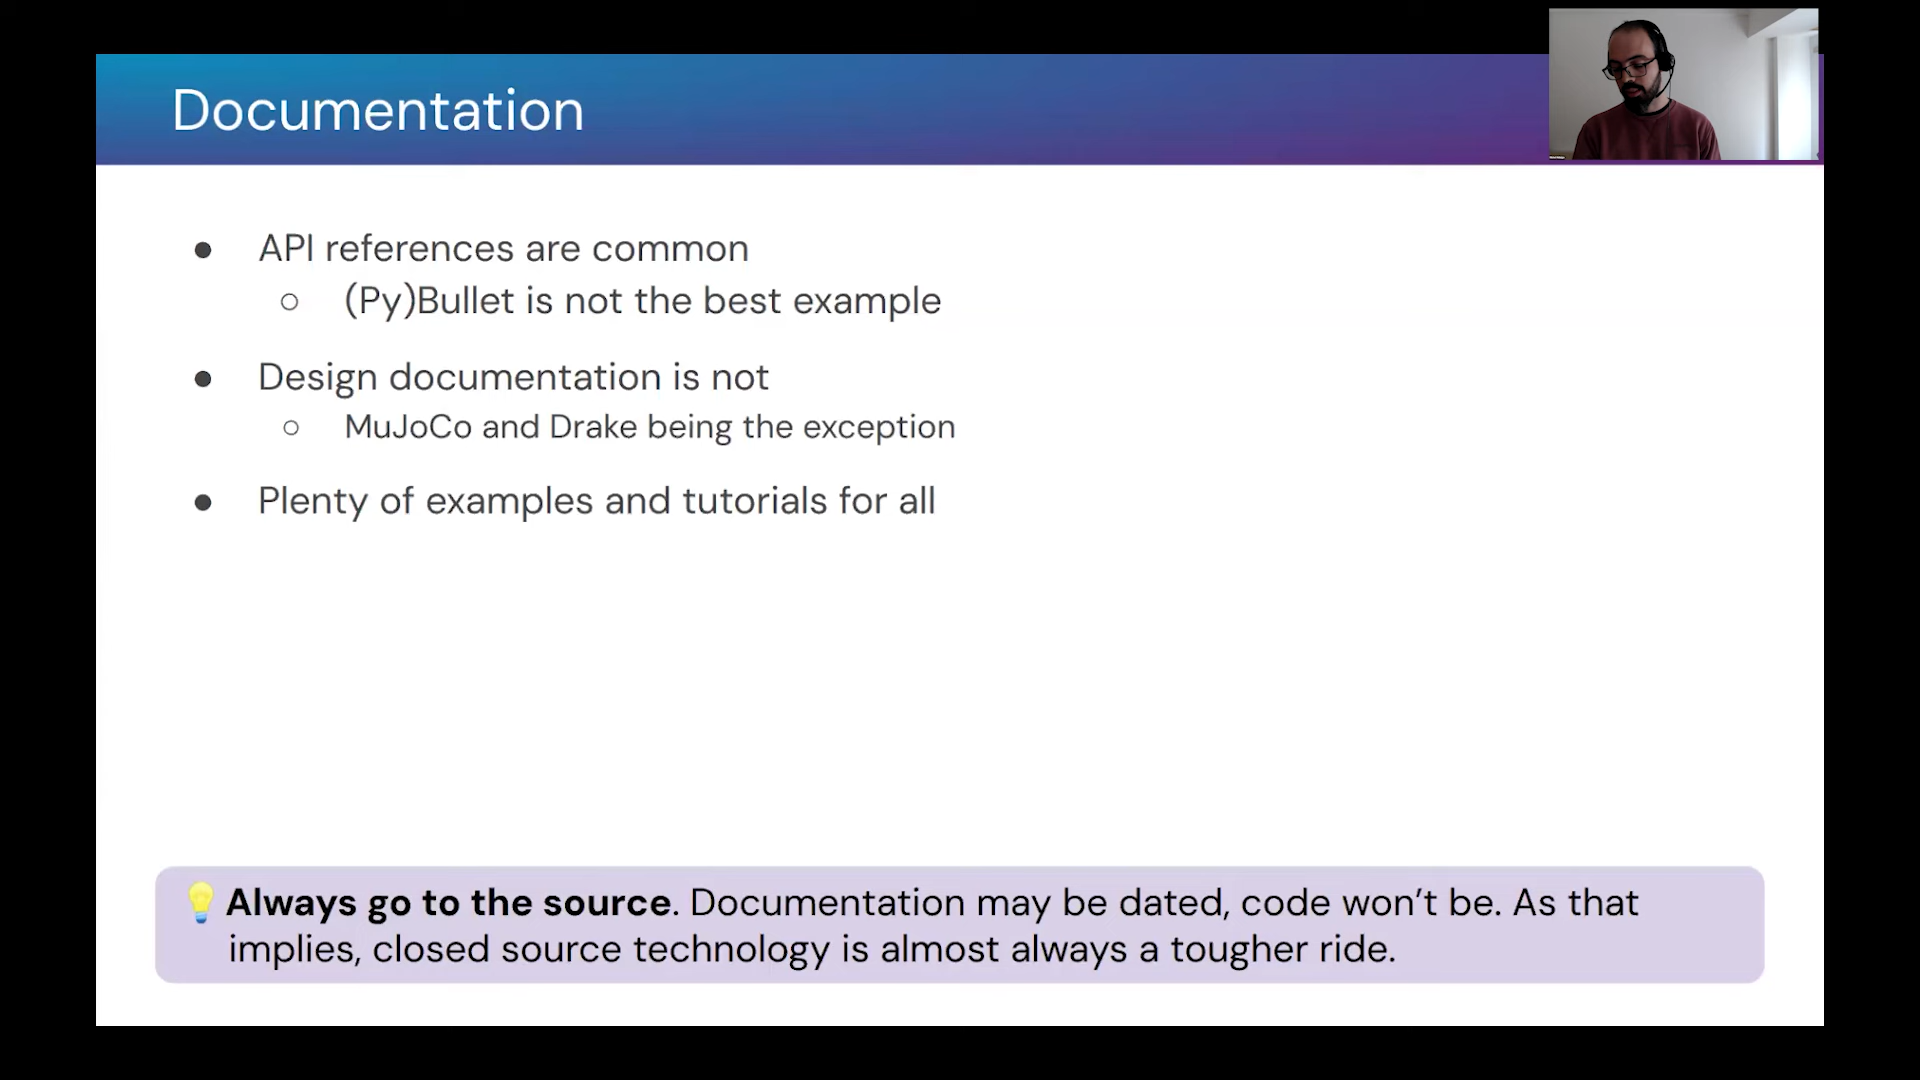 Documentation
● API references are common
○ (Py)Bullet is not the best example
● Design documentation is not
○ MuJoCo and Drake being the exception
● Plenty of examples and tutorials for all
💡Always go to the source. Documentation may be dated, code won’t be. As that
implies, closed source technology is almost always a tougher ride.